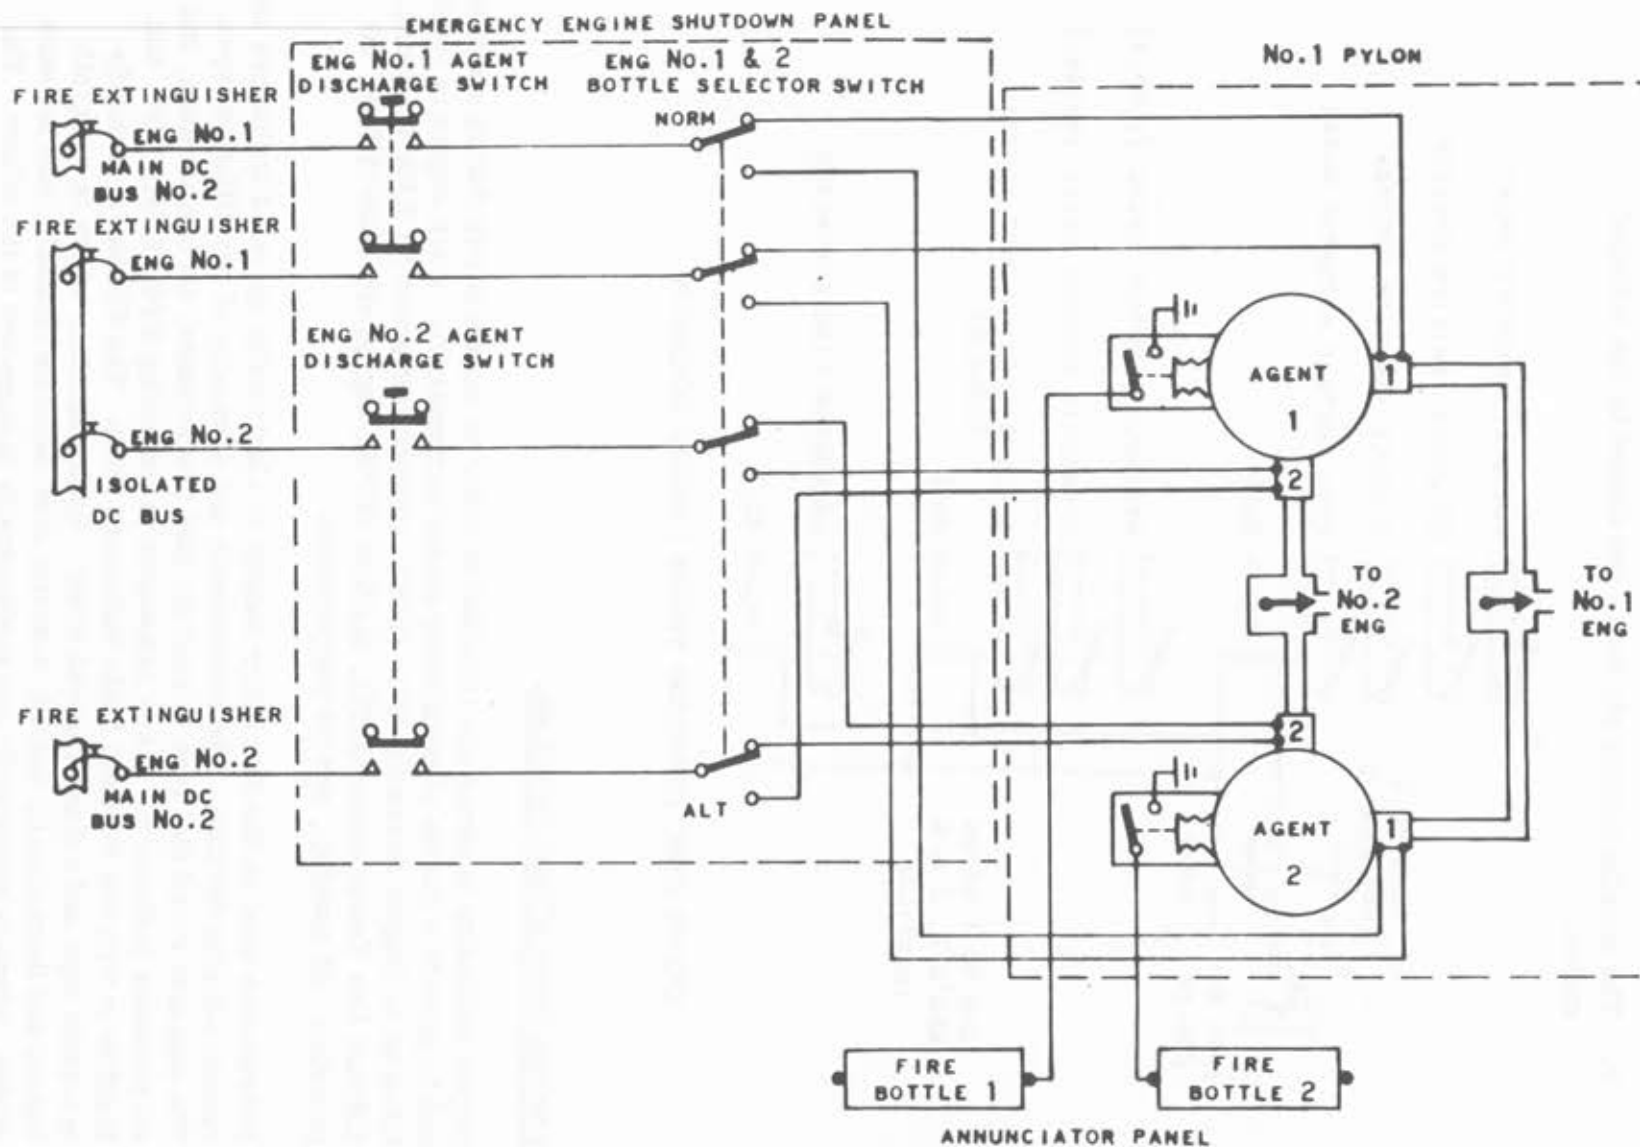 EMERGENCY ENGINE SHUTDOWN PANEL
ENG No.1 AGENT
DISCHARGE SWITCH
ENG No.1 & 2
BOTTLE SELECTOR SWITCH
No.1 PYLON
FIRE EXTINGUISHER
ENG No.1
MAIN DC
BUS No.2
NORM
FIRE EXTINGUISHER
ENG No.1
ENG No.2 AGENT
DISCHARGE SWITCH
AGENT
1
1
2
ENG No.2
ISOLATED
DC BUS
TO
No.2
ENG
TO
No.1
ENG
FIRE EXTINGUISHER
ENG No.2
MAIN DC
BUS No.2
ALT
2
AGENT
2
1
FIRE
BOTTLE 1
FIRE
BOTTLE 2
ANNUNCIATOR PANEL